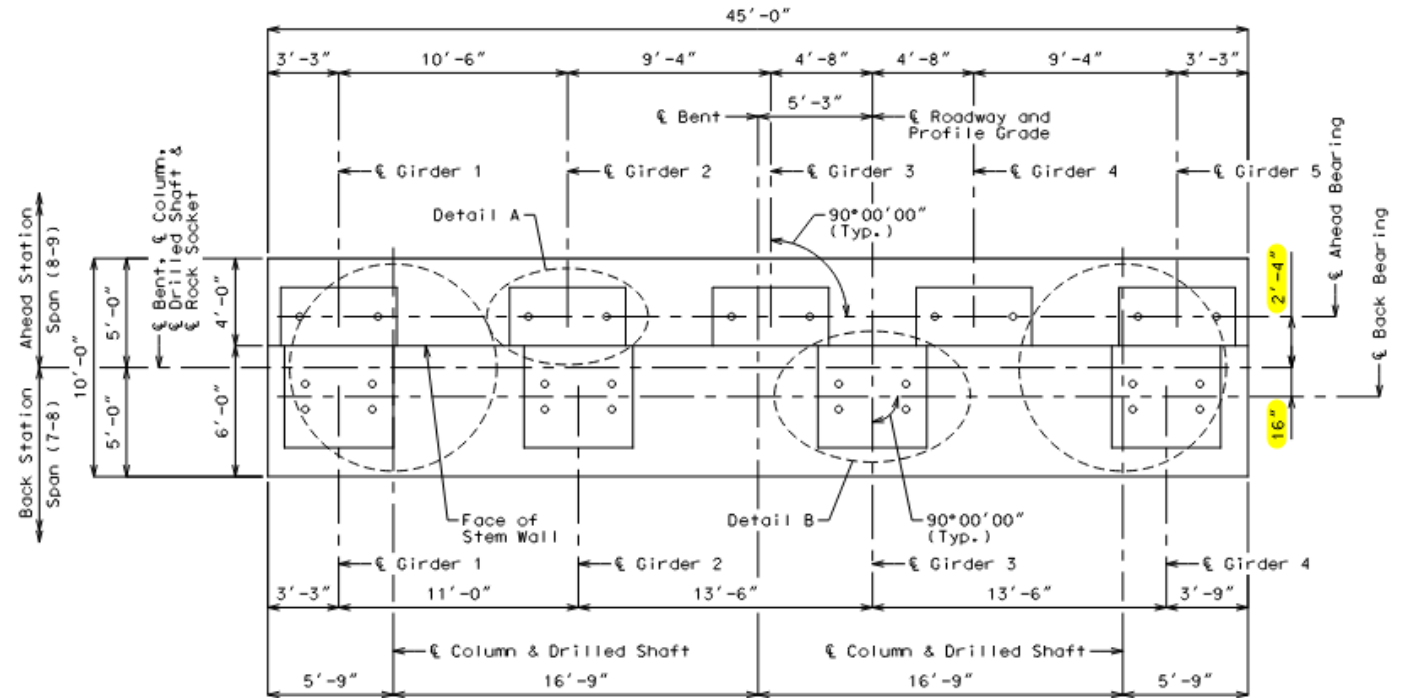 45'-0"
3'-3"
10'-6"
9'-4"
4'-8"
4'-8"
9'-4"
3'-3"
5'-3"
℄ Bent
℄ Roadway and
Profile Grade
℄ Girder 1
℄ Girder 2
℄ Girder 3
℄ Girder 4
℄ Girder 5
Detail A
90°00'00"
(Typ.)
Ahead Station
Span (8-9)
Back Station
Span (7-8)
℄ Bent, ℄ Column,
℄ Drilled Shaft &
℄ Rock Socket
10'-0"
5'-0"
5'-0"
4'-0"
6'-0"
2'-4"
16"
℄ Ahead Bearing
℄ Back Bearing
Face of
Stem Wall
Detail B
90°00'00"
(Typ.)
℄ Girder 1
℄ Girder 2
℄ Girder 3
℄ Girder 4
3'-3"
11'-0"
13'-6"
13'-6"
3'-9"
℄ Column & Drilled Shaft
℄ Column & Drilled Shaft
5'-9"
16'-9"
16'-9"
5'-9"